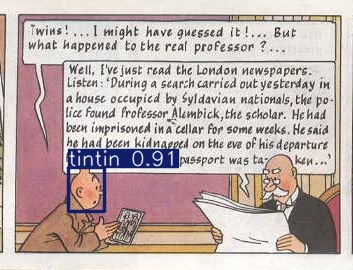 Twins!... I might have guessed it!... But
what happened to the real professor?...
Well, I've just read the London newspapers.
Listen: 'During a search carried out yesterday in
a house occupied by Syldavian nationals, the po-
lice found Professor Alembick, the scholar. He had
been imprisoned in a cellar for some weeks. He said
he had been kidnapped on the eve of his departure
tintin 0.91
passport was ta- ken...'